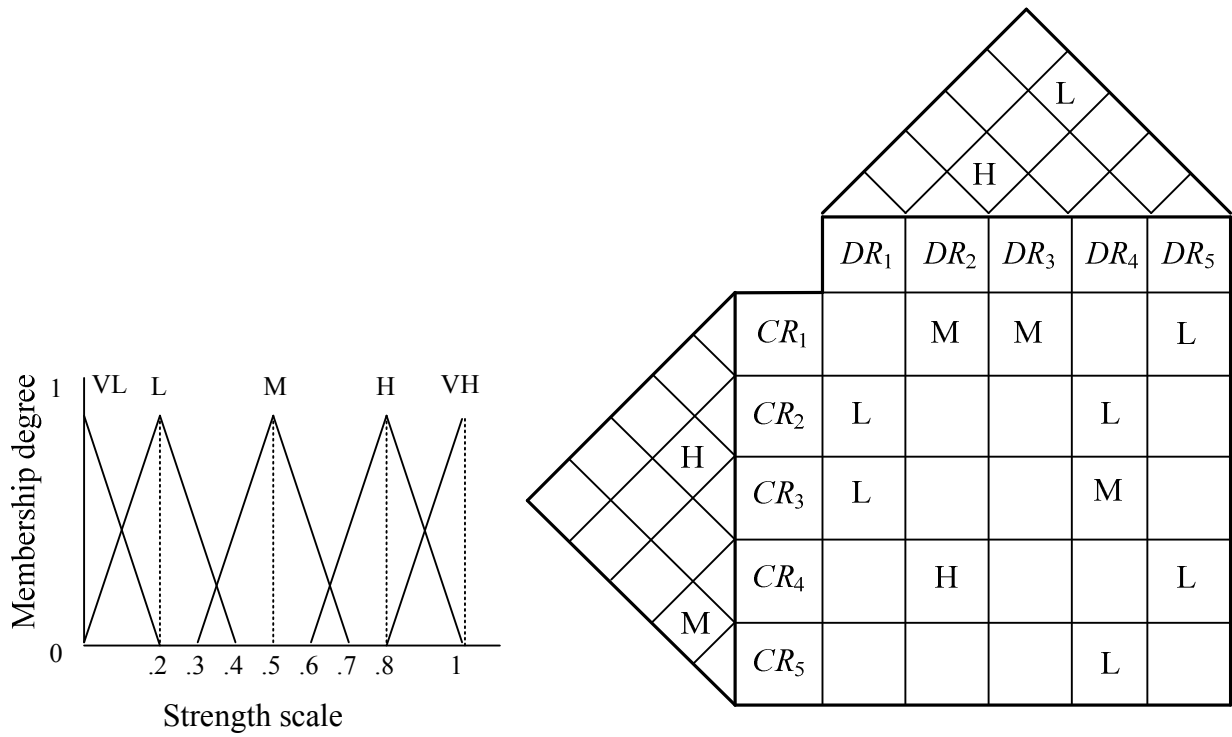 1
VL L M H VH
Membership degree
0
.2 .3 .4 .5 .6 .7 .8 1
Strength scale
L
H
DR1 DR2 DR3 DR4 DR5
CR1 M M L
CR2 L L
H
CR3 L M
CR4 H L
M
CR5 L